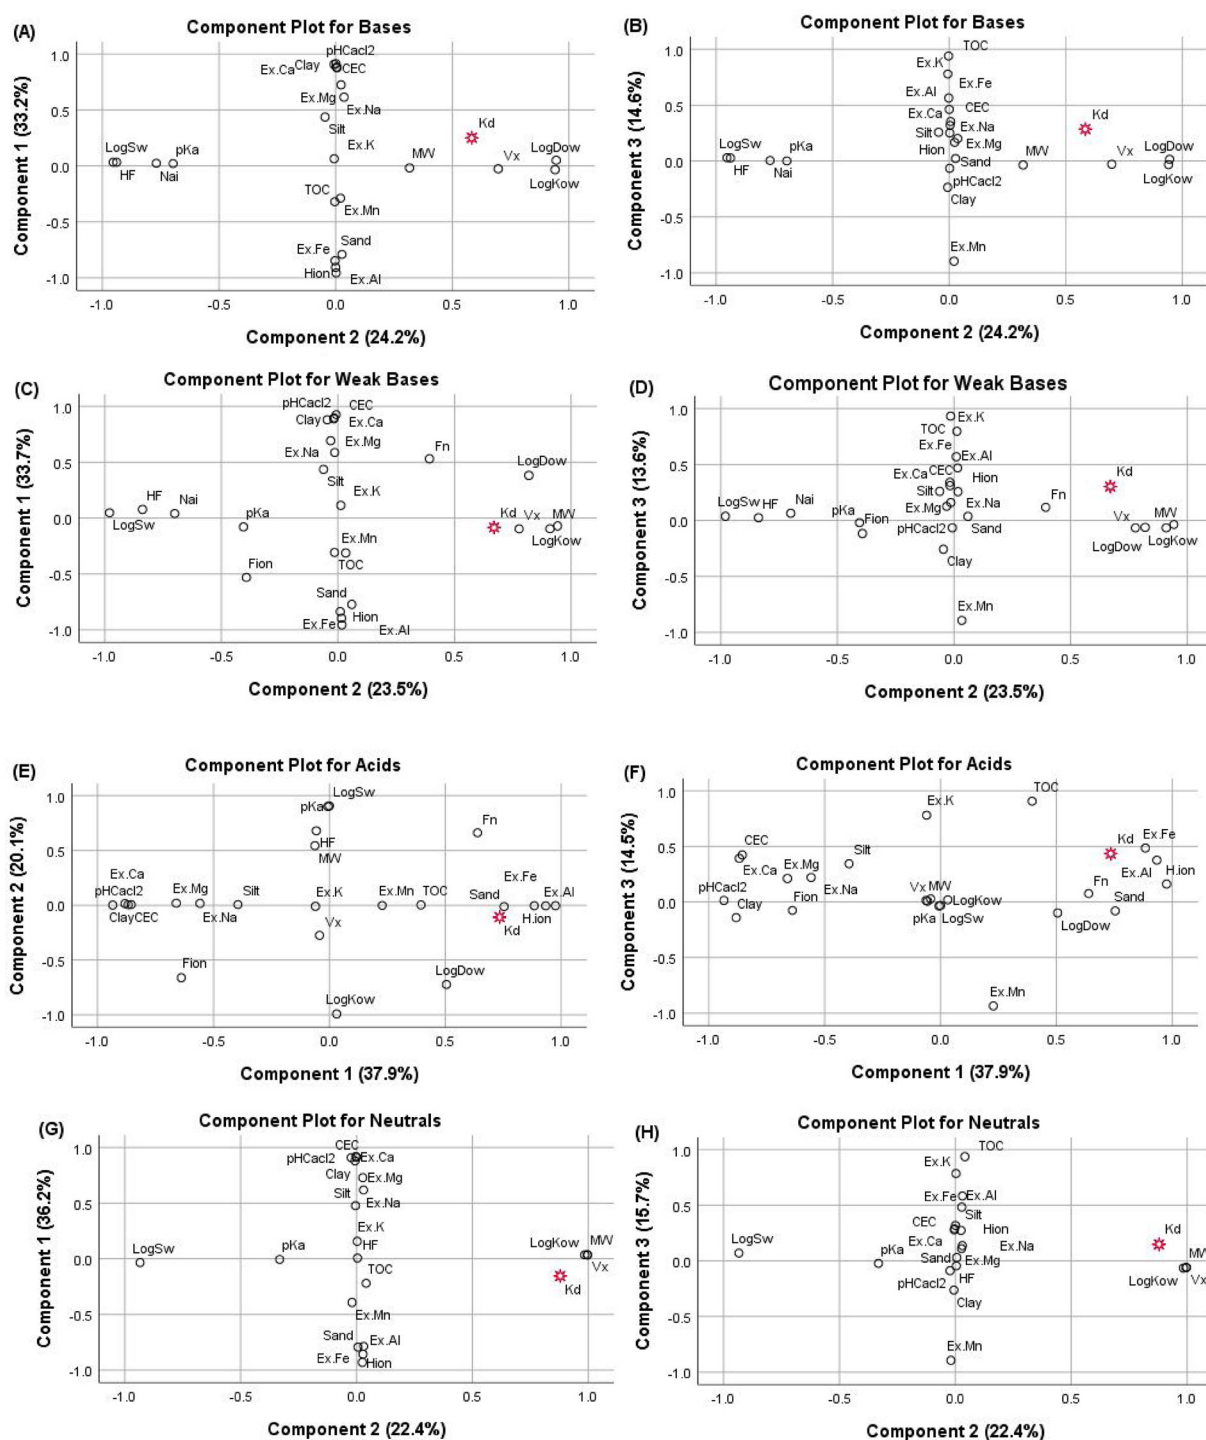 (A)
Component Plot for Bases
Component 1 (33.2%)
1.0
0.5
0.0
-0.5
-1.0
pHCacl2
Ex.Ca Clay CEC
Ex.Mg
Ex.Na
Silt
Kd
Ex.K
LogSw
pKa
MW
Vx
LogDow
HF
Nai
LogKow
TOC
Ex.Mn
Sand
Ex.Fe
Hion
Ex.Al
-1.0 -0.5 0.0 0.5 1.0
Component 2 (24.2%)
(B)
Component Plot for Bases
Component 3 (14.6%)
1.0
0.5
0.0
-0.5
-1.0
TOC
Ex.K
Ex.Fe
Ex.Al
Ex.Ca
CEC
Kd
Silt
Ex.Na
Hion
Ex.Mg
LogSw
pKa
Vx
LogDow
HF
Nai
Sand
MW
LogKow
pHCacl2
Clay
Ex.Mn
-1.0 -0.5 0.0 0.5 1.0
Component 2 (24.2%)
(C)
Component Plot for Weak Bases
Component 1 (33.7%)
1.0
0.5
0.0
-0.5
-1.0
pHCacl2
CEC
Clay
Ex.Ca
Ex.Mg
Ex.Na
Fn
LogDow
Silt
Ex.K
HF
Nai
LogSw
pKa
Kd
Vx
MW
LogKow
Ex.Mn
Fion
TOC
Sand
Hion
Ex.Fe
Ex.Al
-1.0 -0.5 0.0 0.5 1.0
Component 2 (23.5%)
(D)
Component Plot for Weak Bases
Component 3 (13.6%)
1.0
0.5
0.0
-0.5
-1.0
Ex.K
TOC
Ex.Fe
Ex.Al
Ex.Ca
CEC
Hion
Kd
Silt
Ex.Na
Fn
LogSw
HF
Nai
Ex.Mg
pKa
Fion
pHCacl2
Sand
Vx
MW
LogDow
LogKow
Clay
Ex.Mn
-1.0 -0.5 0.0 0.5 1.0
Component 2 (23.5%)
(E)
Component Plot for Acids
Component 2 (20.1%)
1.0
0.5
0.0
-0.5
-1.0
LogSw
pKa
Fn
HF
MW
Ex.Ca
pHCacl2
Ex.Mg
Silt
Ex.K
Ex.Mn
TOC
Sand
Ex.Fe
Ex.Al
ClayCEC
Ex.Na
H.ion
Vx
Kd
Fion
LogDow
LogKow
-1.0 -0.5 0.0 0.5 1.0
Component 1 (37.9%)
(F)
Component Plot for Acids
Component 3 (14.5%)
1.0
0.5
0.0
-0.5
-1.0
TOC
Ex.K
CEC
Silt
Kd
Ex.Fe
Ex.Ca
Ex.Mg
Ex.Al
H.ion
pHCacl2
Ex.Na
Vx
MW
Fn
Clay
Fion
LogKow
Sand
pKa
LogSw
LogDow
Ex.Mn
-1.0 -0.5 0.0 0.5 1.0
Component 1 (37.9%)
(G)
Component Plot for Neutrals
Component 1 (36.2%)
1.0
0.5
0.0
-0.5
-1.0
CEC
pHCacl2
Ex.Ca
Clay
Ex.Mg
Silt
Ex.Na
Ex.K
LogSw
pKa
HF
LogKow
MW
Vx
TOC
Kd
Ex.Mn
Sand
Ex.Al
Ex.Fe
Hion
-1.0 -0.5 0.0 0.5 1.0
Component 2 (22.4%)
(H)
Component Plot for Neutrals
Component 3 (15.7%)
1.0
0.5
0.0
-0.5
-1.0
TOC
Ex.K
Ex.Fe
Ex.Al
Silt
CEC
Hion
Kd
Ex.Ca
Ex.Na
LogSw
pKa
Sand
Ex.Mg
MW
pHCacl2
HF
LogKow
Vx
Clay
Ex.Mn
-1.0 -0.5 0.0 0.5 1.0
Component 2 (22.4%)